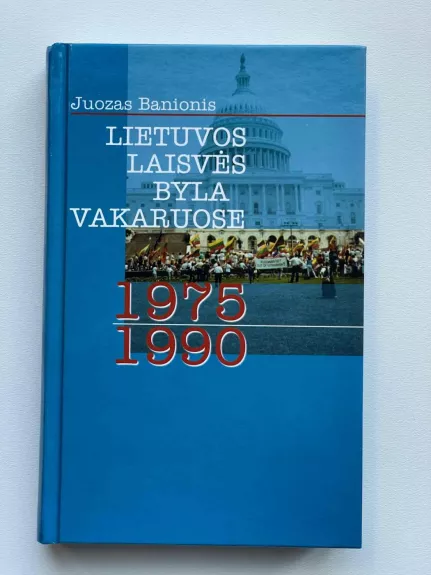 Juozas Banionis
LIETUVOS
LAISVĖS
BYLA
VAKARUOSE
1975
1990